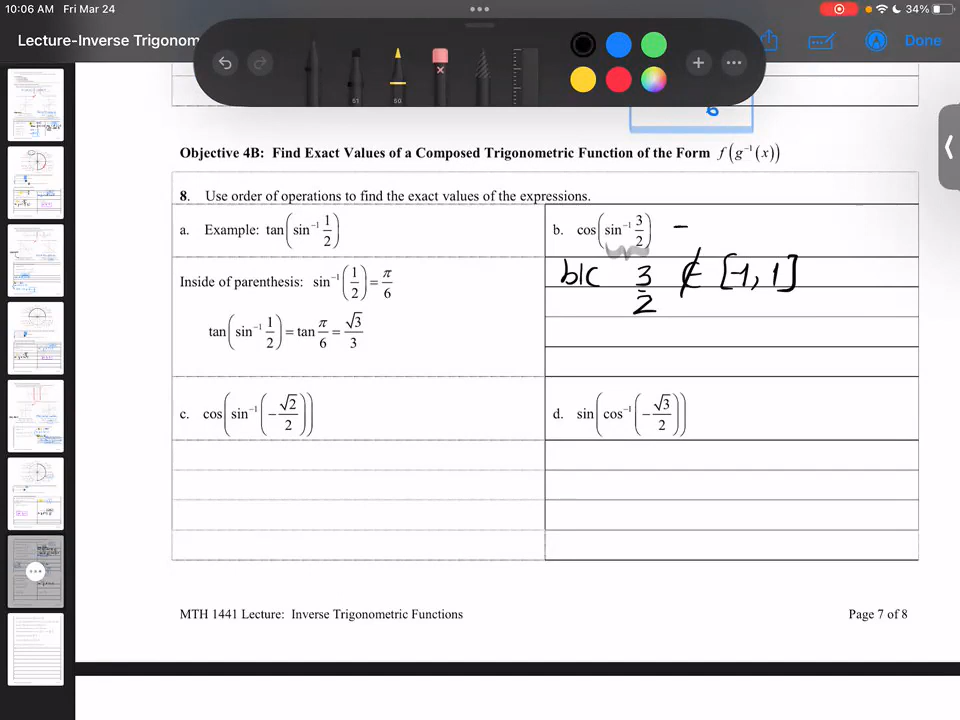 10:06 AM Fri Mar 24
34%
Lecture-Inverse Trigonom
Done
51
50
π/6
Objective 4B: Find Exact Values of a Composed Trigonometric Function of the Form f(g⁻¹(x))
8. Use order of operations to find the exact values of the expressions.
a. Example: tan(sin⁻¹ 1/2)
b. cos(sin⁻¹ 3/2) –
Inside of parenthesis: sin⁻¹(1/2) = π/6
b/c 3/2 ∉ [-1, 1]
tan(sin⁻¹ 1/2) = tan π/6 = √3/3
c. cos(sin⁻¹(-√2/2))
d. sin(cos⁻¹(-√3/2))
MTH 1441 Lecture: Inverse Trigonometric Functions
Page 7 of 8